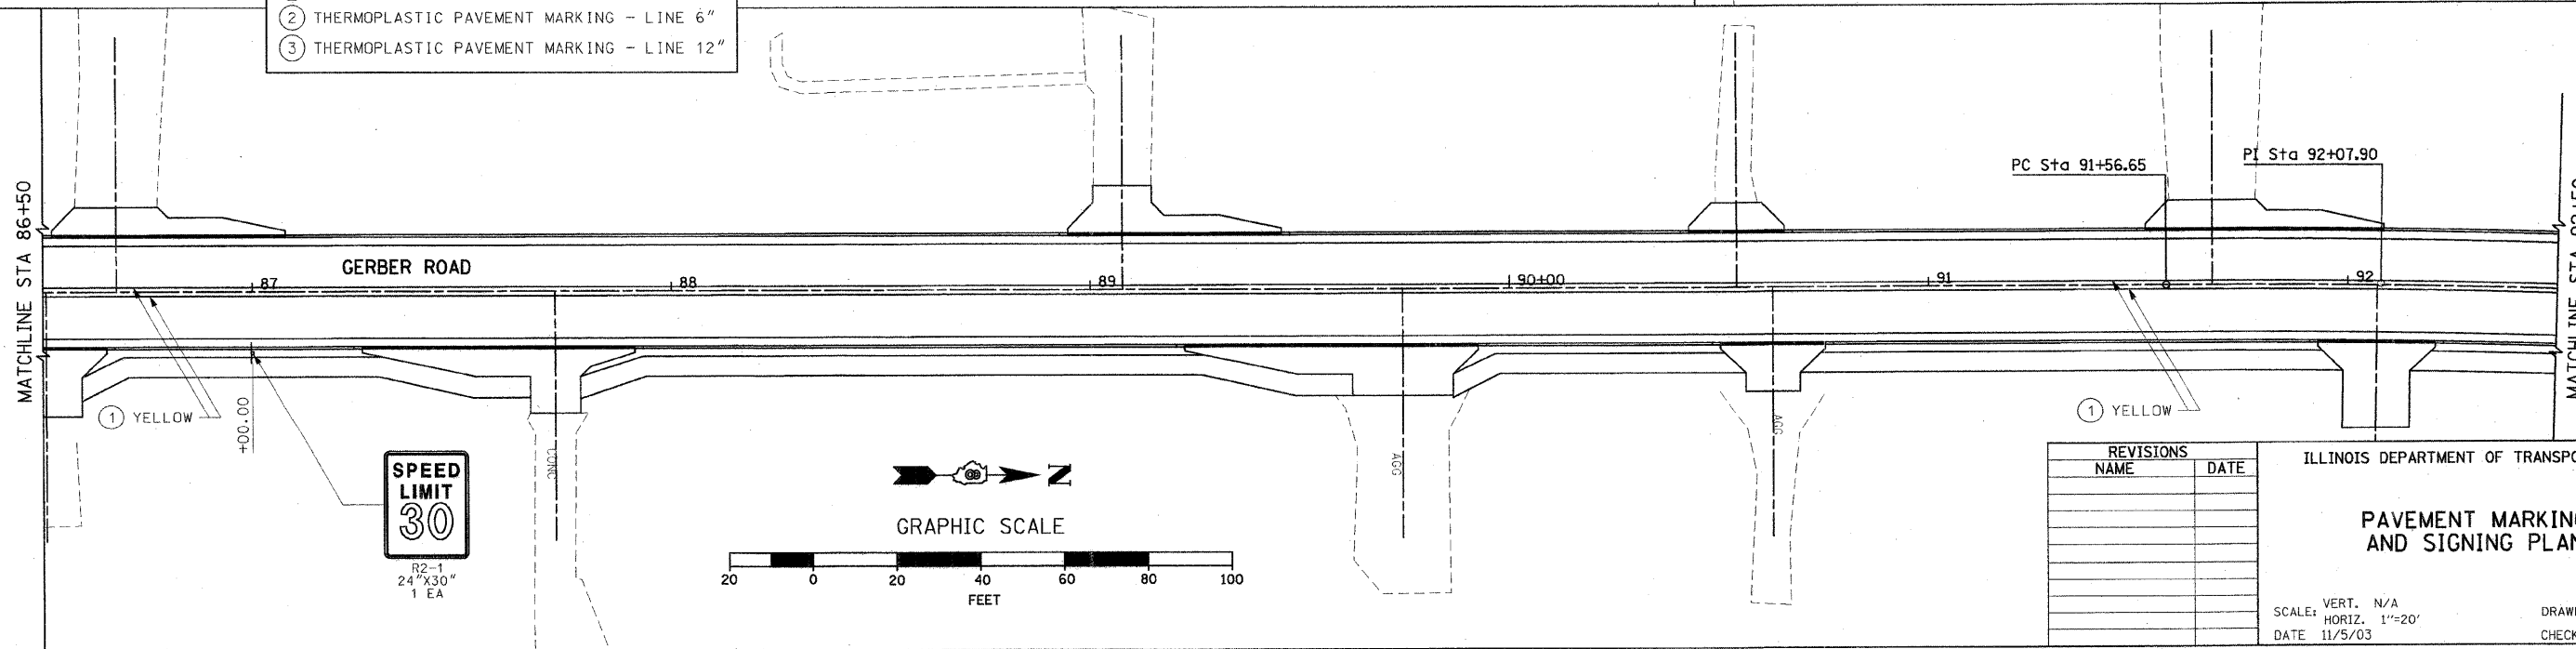 ② THERMOPLASTIC PAVEMENT MARKING - LINE 6"
③ THERMOPLASTIC PAVEMENT MARKING - LINE 12"
PC Sta 91+56.65
PI Sta 92+07.90
MATCHLINE STA 86+50
GERBER ROAD
87
88
89
90+00
91
92
MATCHLINE STA 92+50
① YELLOW
+00.00
① YELLOW
SPEED
LIMIT
30
R2-1
24"X30"
1 EA
CONC
AGG
AGG
N
GRAPHIC SCALE
20 0 20 40 60 80 100
FEET
REVISIONS
NAME DATE
ILLINOIS DEPARTMENT OF TRANSPO
PAVEMENT MARKING
AND SIGNING PLAN
SCALE: VERT. N/A
HORIZ. 1"=20'
DATE 11/5/03
DRAW
CHECK